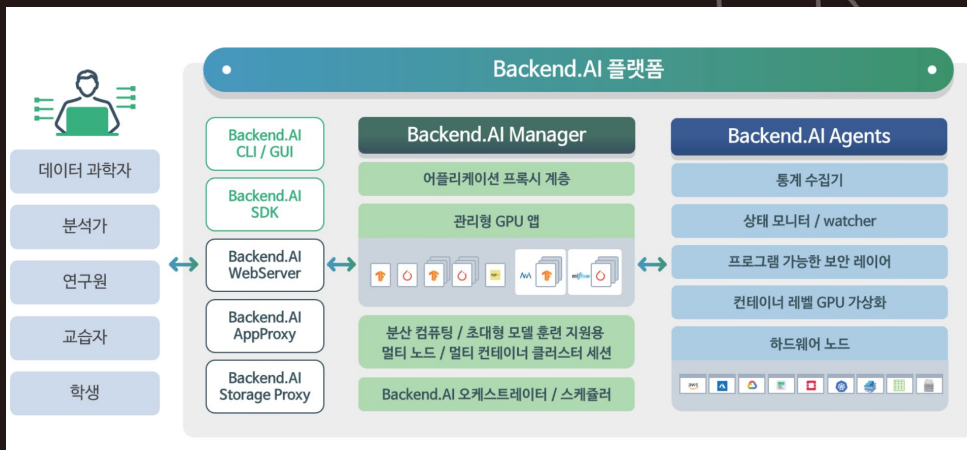 Backend.AI 플랫폼
데이터 과학자
분석가
연구원
교습자
학생
Backend.AI
CLI / GUI
Backend.AI
SDK
Backend.AI
WebServer
Backend.AI
AppProxy
Backend.AI
Storage Proxy
Backend.AI Manager
어플리케이션 프록시 계층
관리형 GPU 앱
분산 컴퓨팅 / 초대형 모델 훈련 지원용
멀티 노드 / 멀티 컨테이너 클러스터 세션
Backend.AI 오케스트레이터 / 스케쥴러
Backend.AI Agents
통계 수집기
상태 모니터 / watcher
프로그램 가능한 보안 레이어
컨테이너 레벨 GPU 가상화
하드웨어 노드
aws